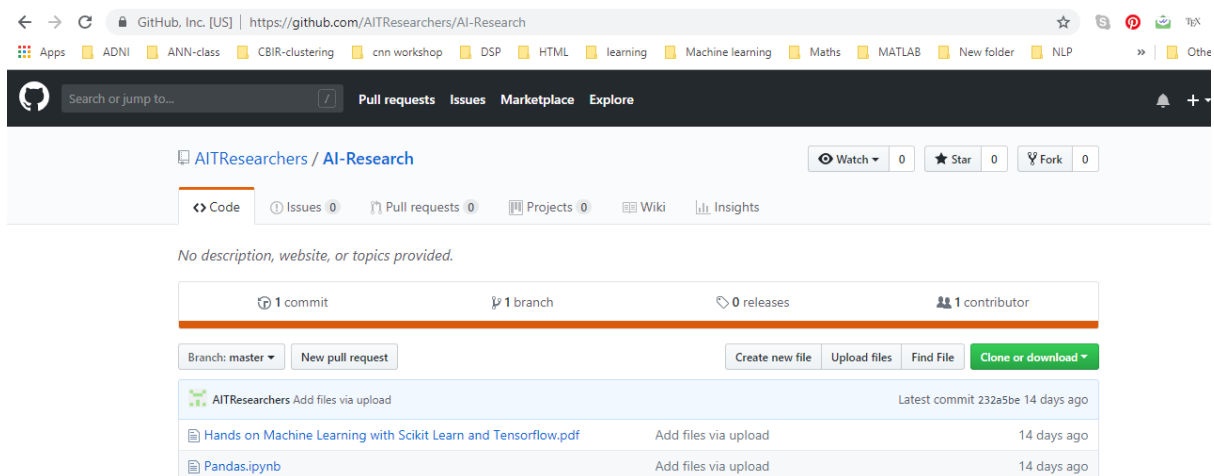 GitHub, Inc. [US] | https://github.com/AITResearchers/AI-Research
Apps ADNI ANN-class CBIR-clustering cnn workshop DSP HTML learning Machine learning Maths MATLAB New folder NLP » Othe
Search or jump to... / Pull requests Issues Marketplace Explore
AITResearchers / AI-Research Watch 0 Star 0 Fork 0
Code Issues 0 Pull requests 0 Projects 0 Wiki Insights
No description, website, or topics provided.
1 commit 1 branch 0 releases 1 contributor
Branch: master New pull request Create new file Upload files Find File Clone or download
AITResearchers Add files via upload Latest commit 232a5be 14 days ago
Hands on Machine Learning with Scikit Learn and Tensorflow.pdf Add files via upload 14 days ago
Pandas.ipynb Add files via upload 14 days ago